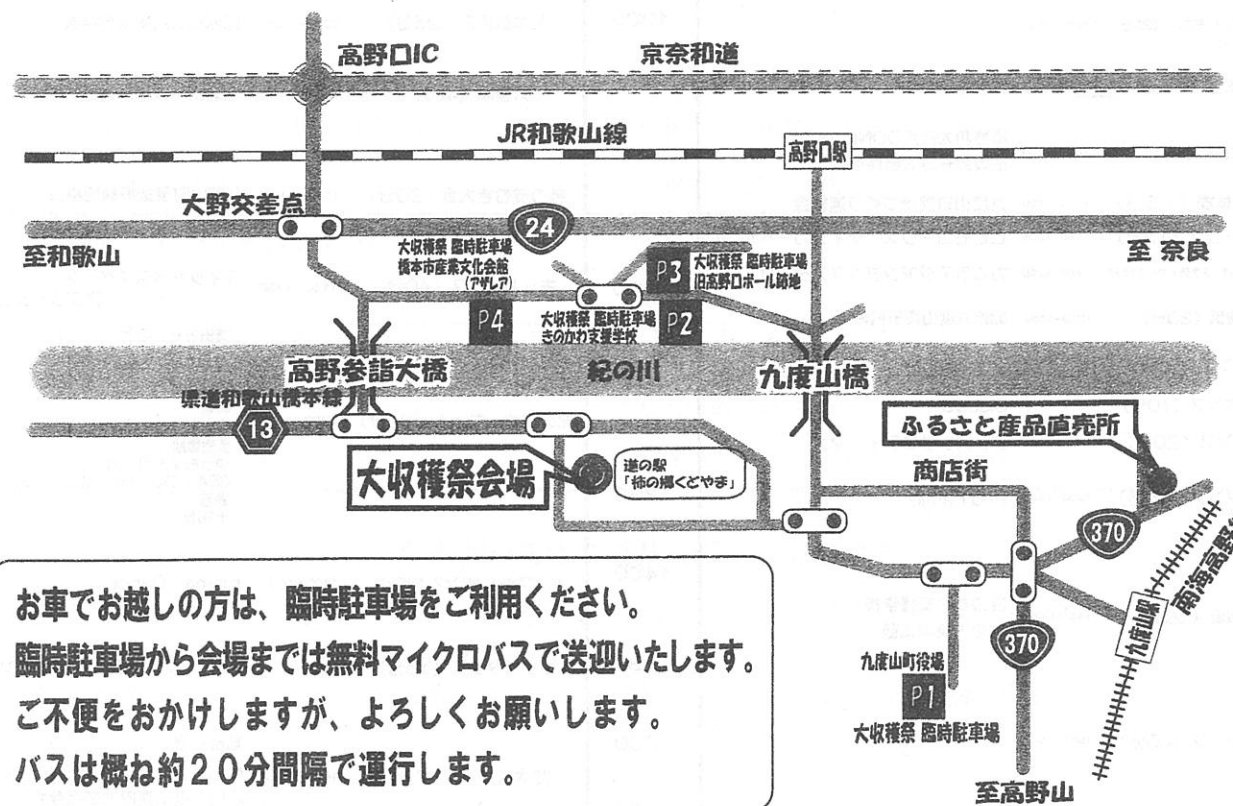 高野口IC
京奈和道
JR和歌山線
高野口駅
大野交差点
24
至和歌山
至 奈良
大収穫祭 臨時駐車場
橋本市産業文化会館
(アザレア)
P4
大収穫祭 臨時駐車場
きのかわ支援学校
P2
P3
大収穫祭 臨時駐車場
旧高野口ボール跡地
高野参詣大橋
紀の川
九度山橋
県道和歌山橋本線
13
大収穫祭会場
道の駅
「柿の郷くどやま」
ふるさと産品直売所
商店街
370
南海高野線
九度山駅
370
九度山町役場
P1
大収穫祭 臨時駐車場
至高野山
お車でお越しの方は、臨時駐車場をご利用ください。
臨時駐車場から会場までは無料マイクロバスで送迎いたします。
ご不便をおかけしますが、よろしくお願いします。
バスは概ね約20分間隔で運行します。